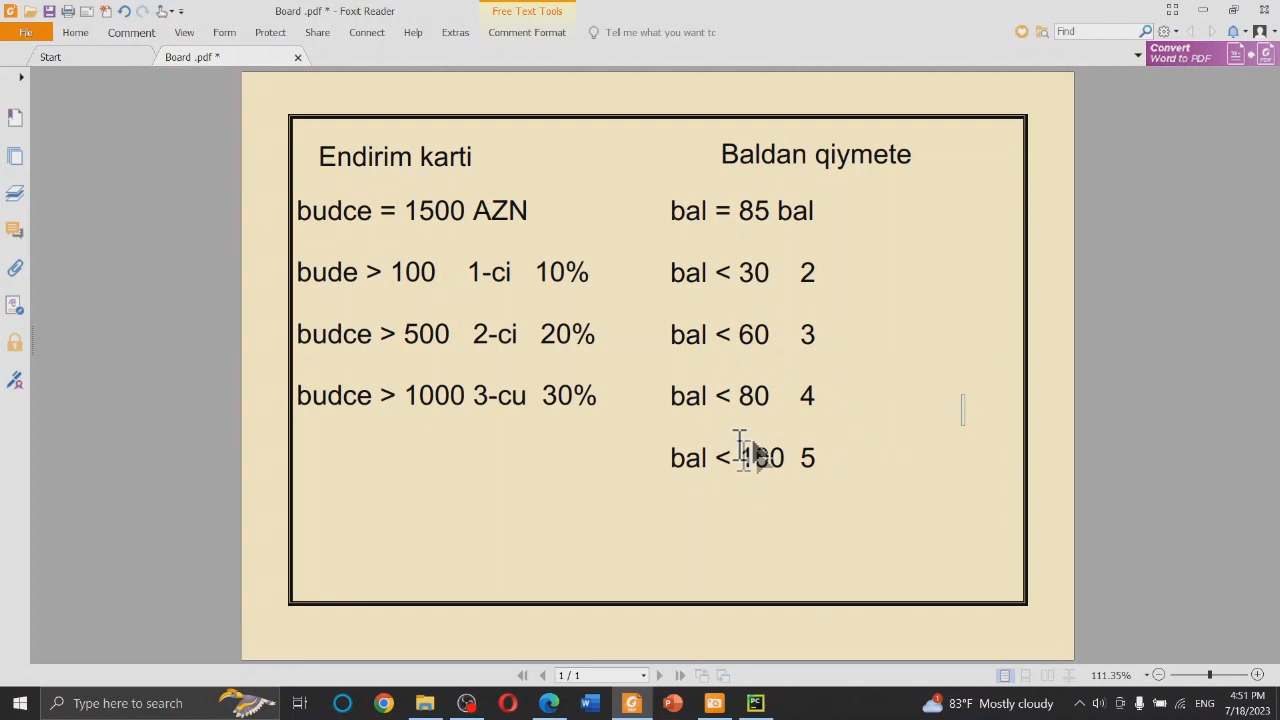 Board .pdf * - Foxit Reader
Free Text Tools
File
Home
Comment
View
Form
Protect
Share
Connect
Help
Extras
Comment Format
Tell me what you want tc
Find
Start
Board .pdf *
Convert
Word to PDF
Endirim karti
budce = 1500 AZN
bude > 100 1-ci 10%
budce > 500 2-ci 20%
budce > 1000 3-cu 30%
Baldan qiymete
bal = 85 bal
bal < 30 2
bal < 60 3
bal < 80 4
bal < 100 5
1 / 1
111.35%
Type here to search
83°F Mostly cloudy
ENG
4:51 PM
7/18/2023